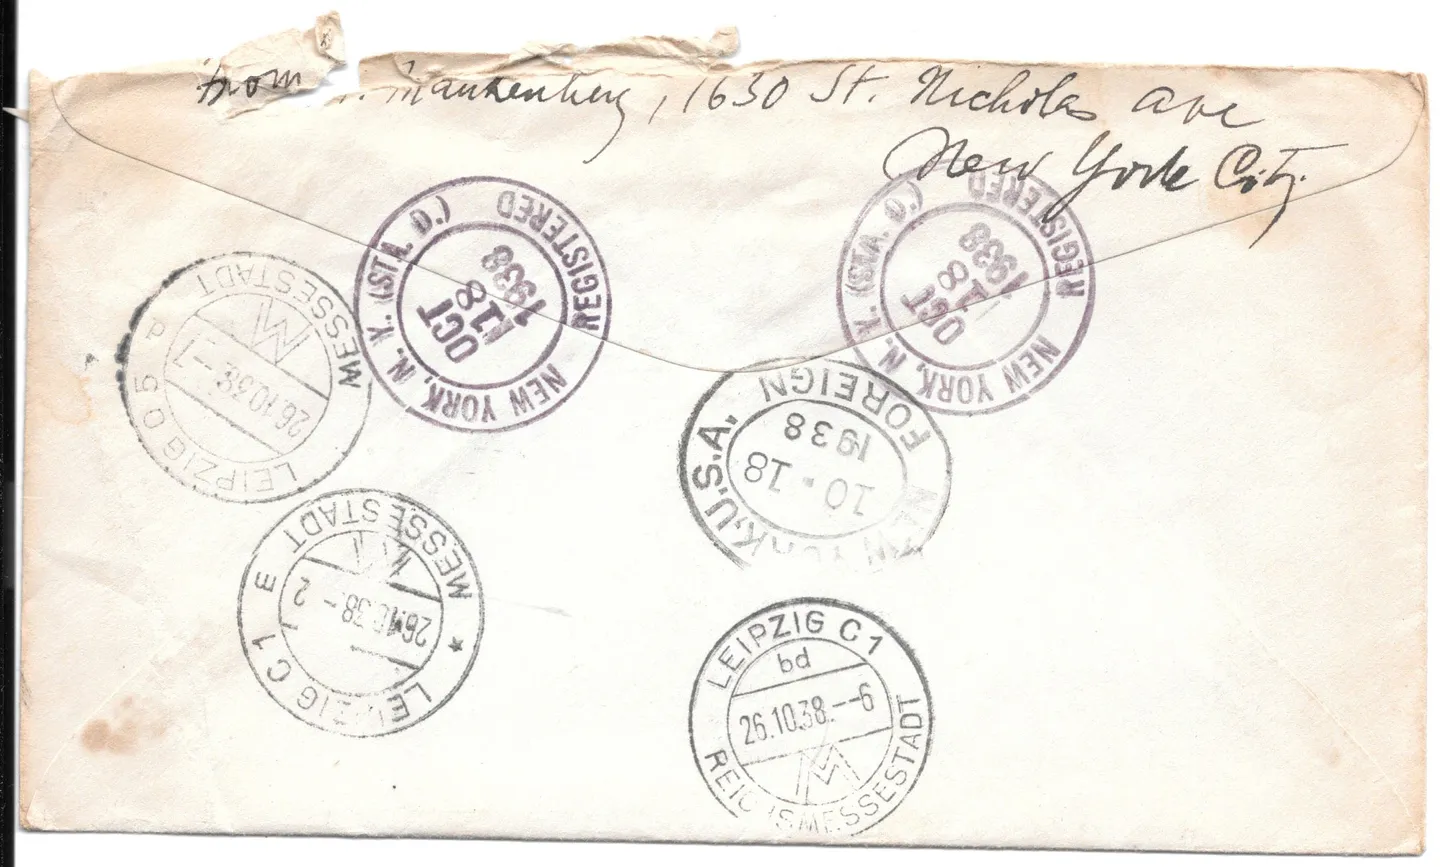 from
, 1630 St. Nicholas Ave
New York City.
NEW YORK, N. Y. (STA. O.) REGISTERED
OCT
18
1938
NEW YORK, N. Y. (STA. O.) REGISTERED
OCT
18
1938
LEIPZIG O5 P MESSESTADT
26.10.38.--7
M
NEW YORK.U.S.A. FOREIGN
10-18
1938
LEIPZIG C1 E MESSESTADT *
26.10.38.-2
LEIPZIG C1
bd
26.10.38.--6
REICHSMESSESTADT